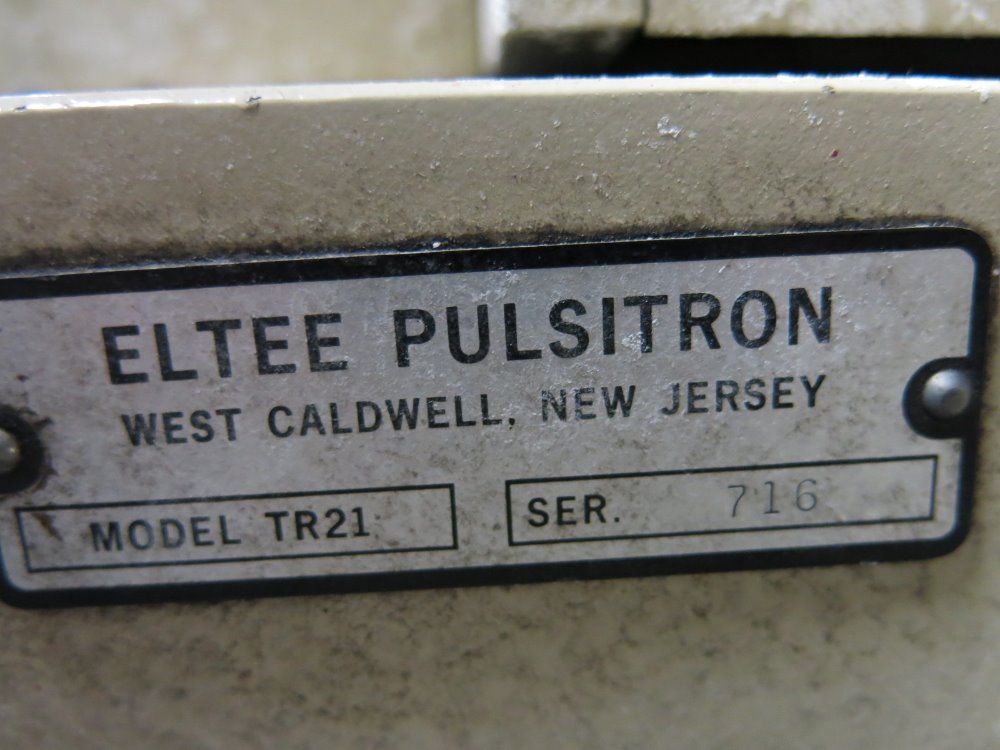 ELTEE PULSITRON
WEST CALDWELL, NEW JERSEY
MODEL TR21
SER. 716